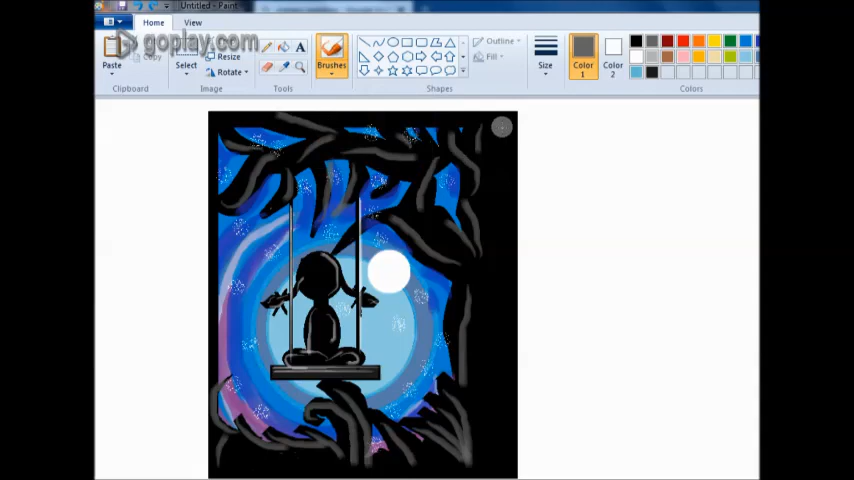 Untitled - Paint
Home View
goplay.com
Paste
Copy
Select
Resize
Rotate
A
Brushes
Outline
Fill
Size
Color 1
Color 2
Clipboard Image Tools Shapes Colors